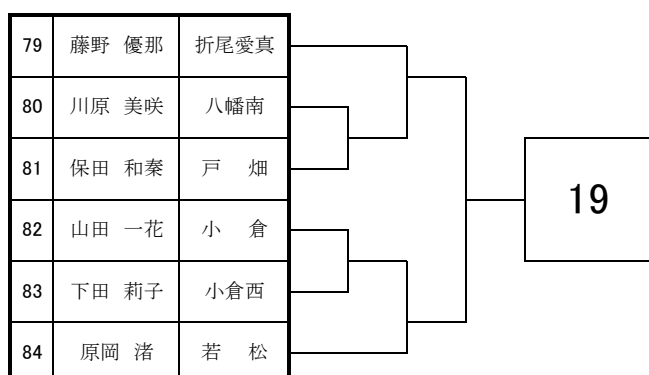 79 藤野 優那 折尾愛真
80 川原 美咲 八幡南
81 保田 和奏 戸 畑
82 山田 一花 小 倉
83 下田 莉子 小倉西
84 原岡 渚 若 松
19